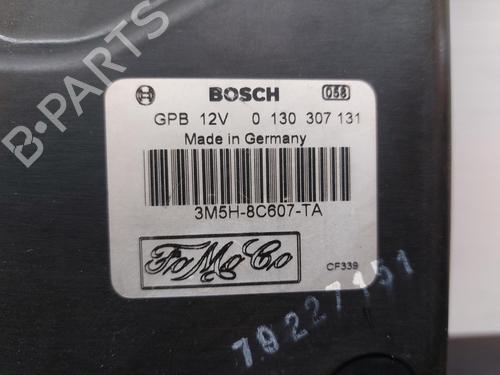 BOSCH 058
GPB 12V 0 130 307 131
Made in Germany
3M5H-8C607-TA
FoMoCo
CF339
79227151
B-PARTS